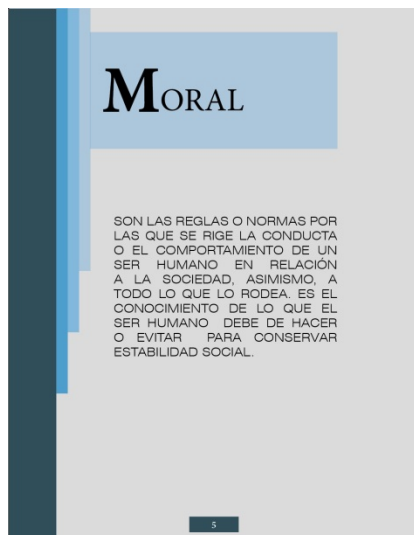 MORAL
SON LAS REGLAS O NORMAS POR
LAS QUE SE RIGE LA CONDUCTA
O EL COMPORTAMIENTO DE UN
SER HUMANO EN RELACIÓN
A LA SOCIEDAD, ASIMISMO, A
TODO LO QUE LO RODEA. ES EL
CONOCIMIENTO DE LO QUE EL
SER HUMANO DEBE DE HACER
O EVITAR PARA CONSERVAR
ESTABILIDAD SOCIAL.
5